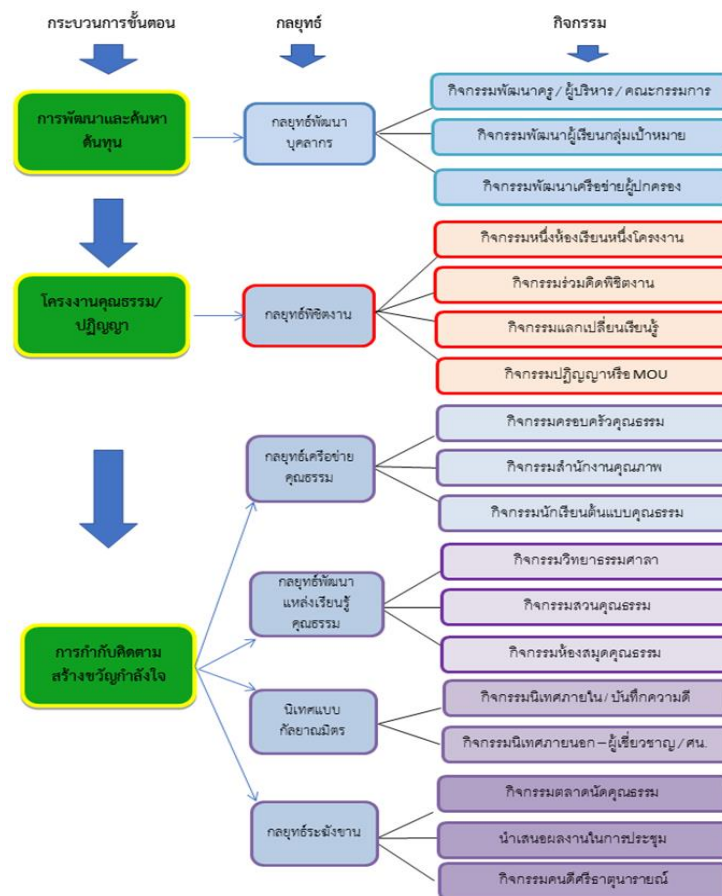 กระบวนการขั้นตอน
กลยุทธ์
กิจกรรม
การพัฒนาและค้นหา
ต้นทุน
กลยุทธ์พัฒนา
บุคลากร
กิจกรรมพัฒนาครู / ผู้บริหาร / คณะกรรมการ
กิจกรรมพัฒนาผู้เรียนกลุ่มเป้าหมาย
กิจกรรมพัฒนาเครือข่ายผู้ปกครอง
โครงงานคุณธรรม/
ปฏิญญา
กลยุทธ์พิชิตงาน
กิจกรรมหนึ่งห้องเรียนหนึ่งโครงงาน
กิจกรรมร่วมคิดพิชิตงาน
กิจกรรมแลกเปลี่ยนเรียนรู้
กิจกรรมปฏิญญาหรือ MOU
การกำกับติดตาม
สร้างขวัญกำลังใจ
กลยุทธ์เครือข่าย
คุณธรรม
กิจกรรมครอบครัวคุณธรรม
กิจกรรมสำนักงานคุณภาพ
กิจกรรมนักเรียนต้นแบบคุณธรรม
กลยุทธ์พัฒนา
แหล่งเรียนรู้
คุณธรรม
กิจกรรมวิทยาธรรมศาลา
กิจกรรมสวนคุณธรรม
กิจกรรมห้องสมุดคุณธรรม
นิเทศแบบ
กัลยาณมิตร
กิจกรรมนิเทศภายใน / บันทึกความดี
กิจกรรมนิเทศภายนอก – ผู้เชี่ยวชาญ / ศน.
กลยุทธ์ระฆังขาน
กิจกรรมตลาดนัดคุณธรรม
นำเสนอผลงานในการประชุม
กิจกรรมคนดีศรีธาตุนารายณ์